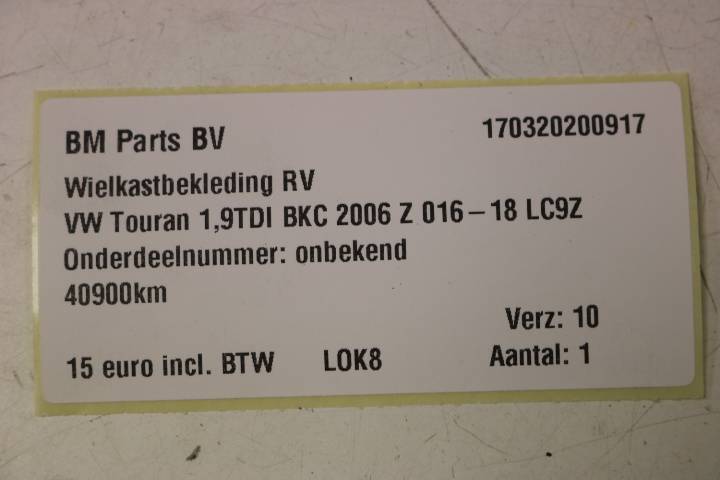 BM Parts BV 170320200917
Wielkastbekleding RV
VW Touran 1,9TDI BKC 2006 Z 016-18 LC9Z
Onderdeelnummer: onbekend
40900km
Verz: 10
15 euro incl. BTW LOK8 Aantal: 1